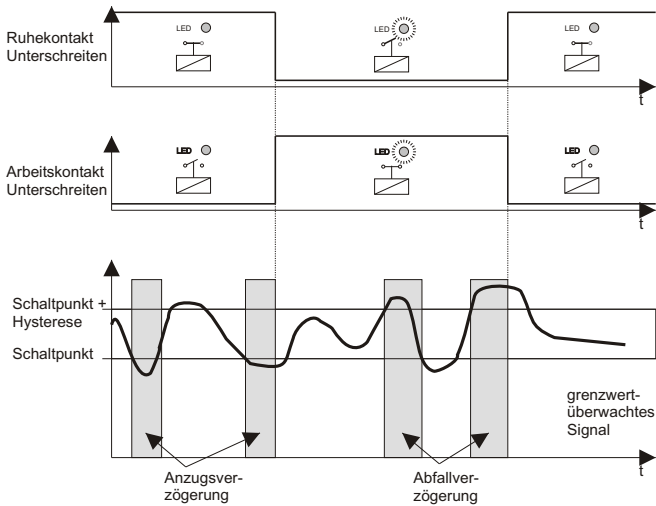 Ruhekontakt
Unterschreiten
LED
LED
LED
t
Arbeitskontakt
Unterschreiten
LED
LED
LED
t
Schaltpunkt +
Hysterese
Schaltpunkt
grenzwert-
überwachtes
Signal
t
Anzugsver-
zögerung
Abfallver-
zögerung